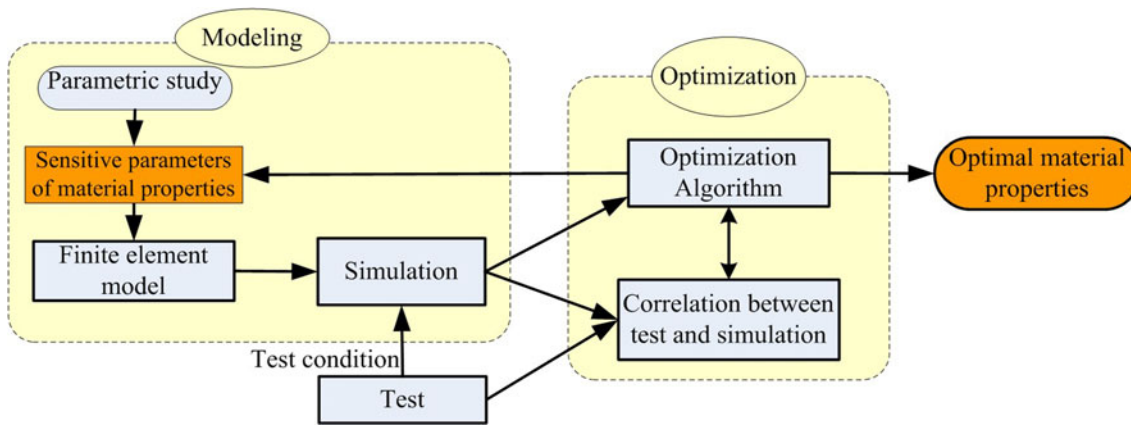 Modeling
Parametric study
Sensitive parameters
of material properties
Finite element
model
Simulation
Test condition
Test
Optimization
Optimization
Algorithm
Correlation between
test and simulation
Optimal material
properties